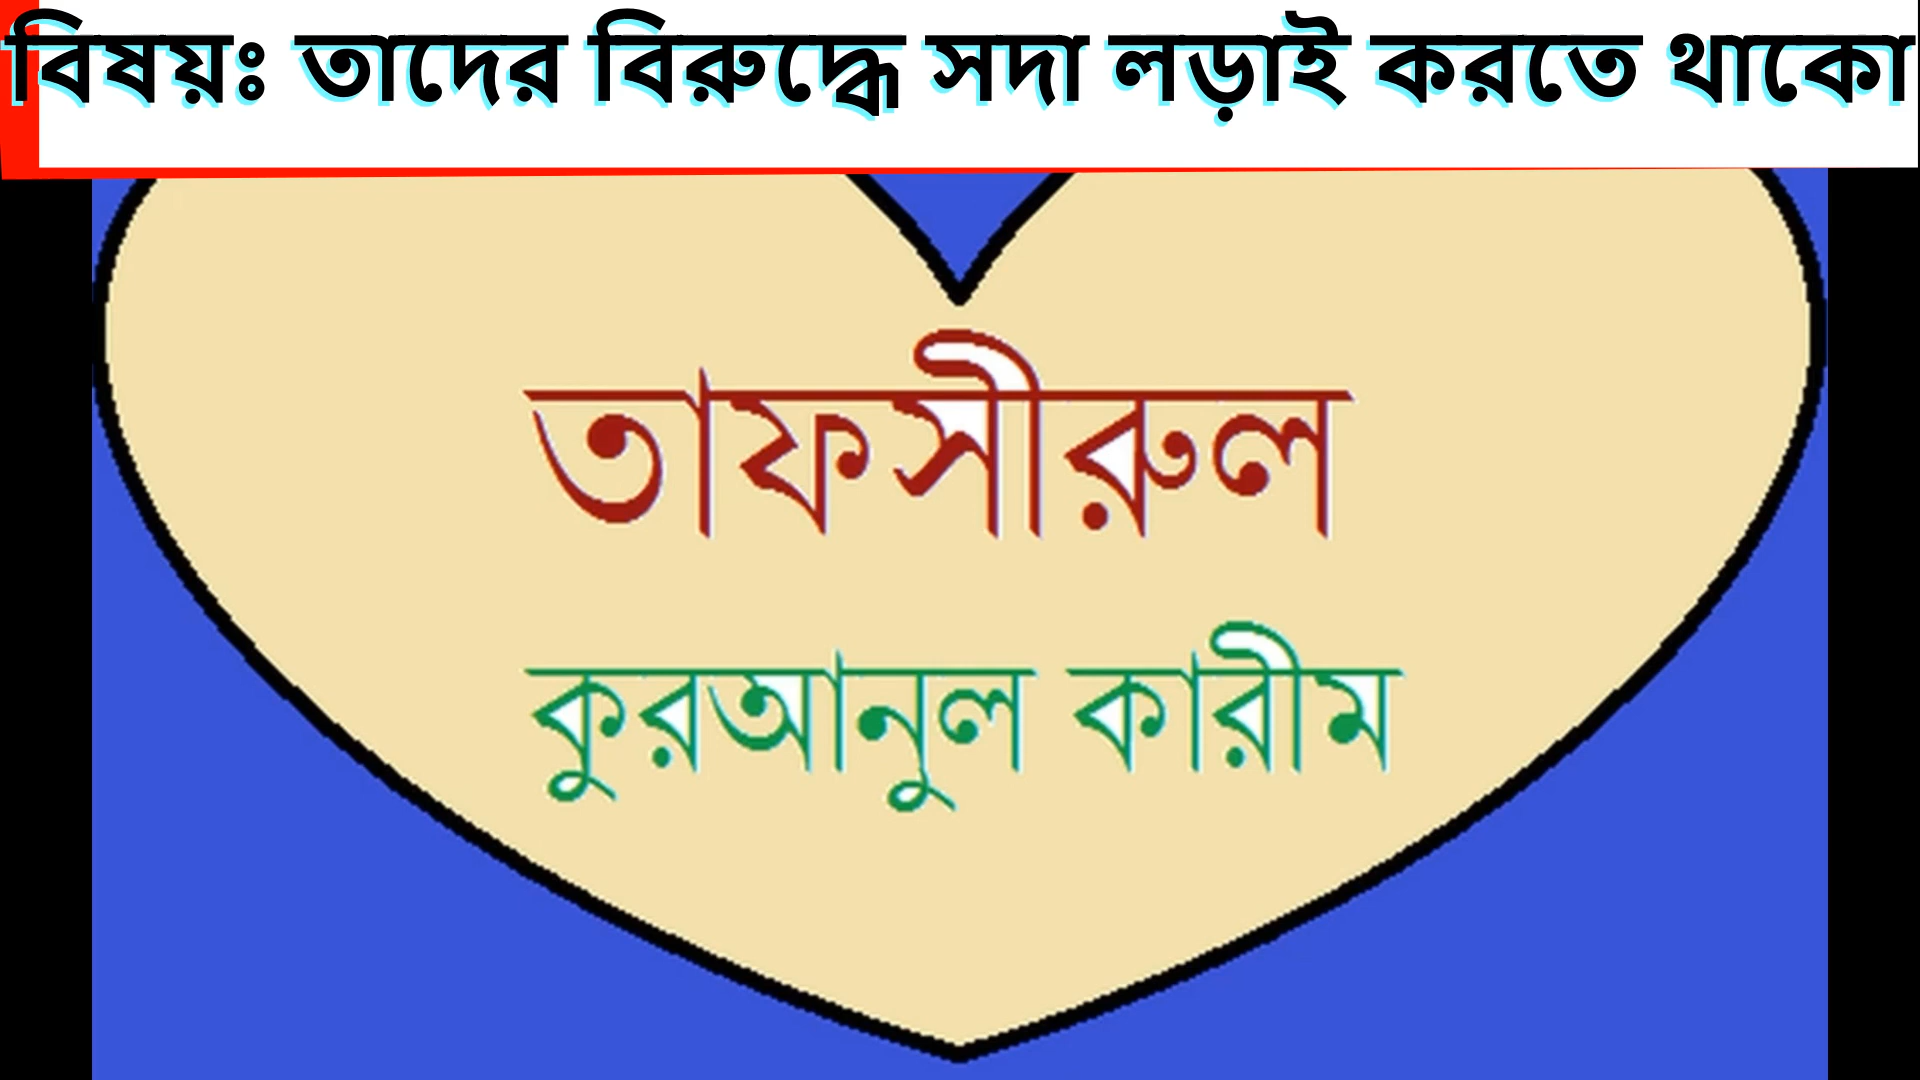 বিষয়ঃ তাদের বিরুদ্ধে সদা লড়াই করতে থাকো
তাফসীরুল
কুরআনুল কারীম